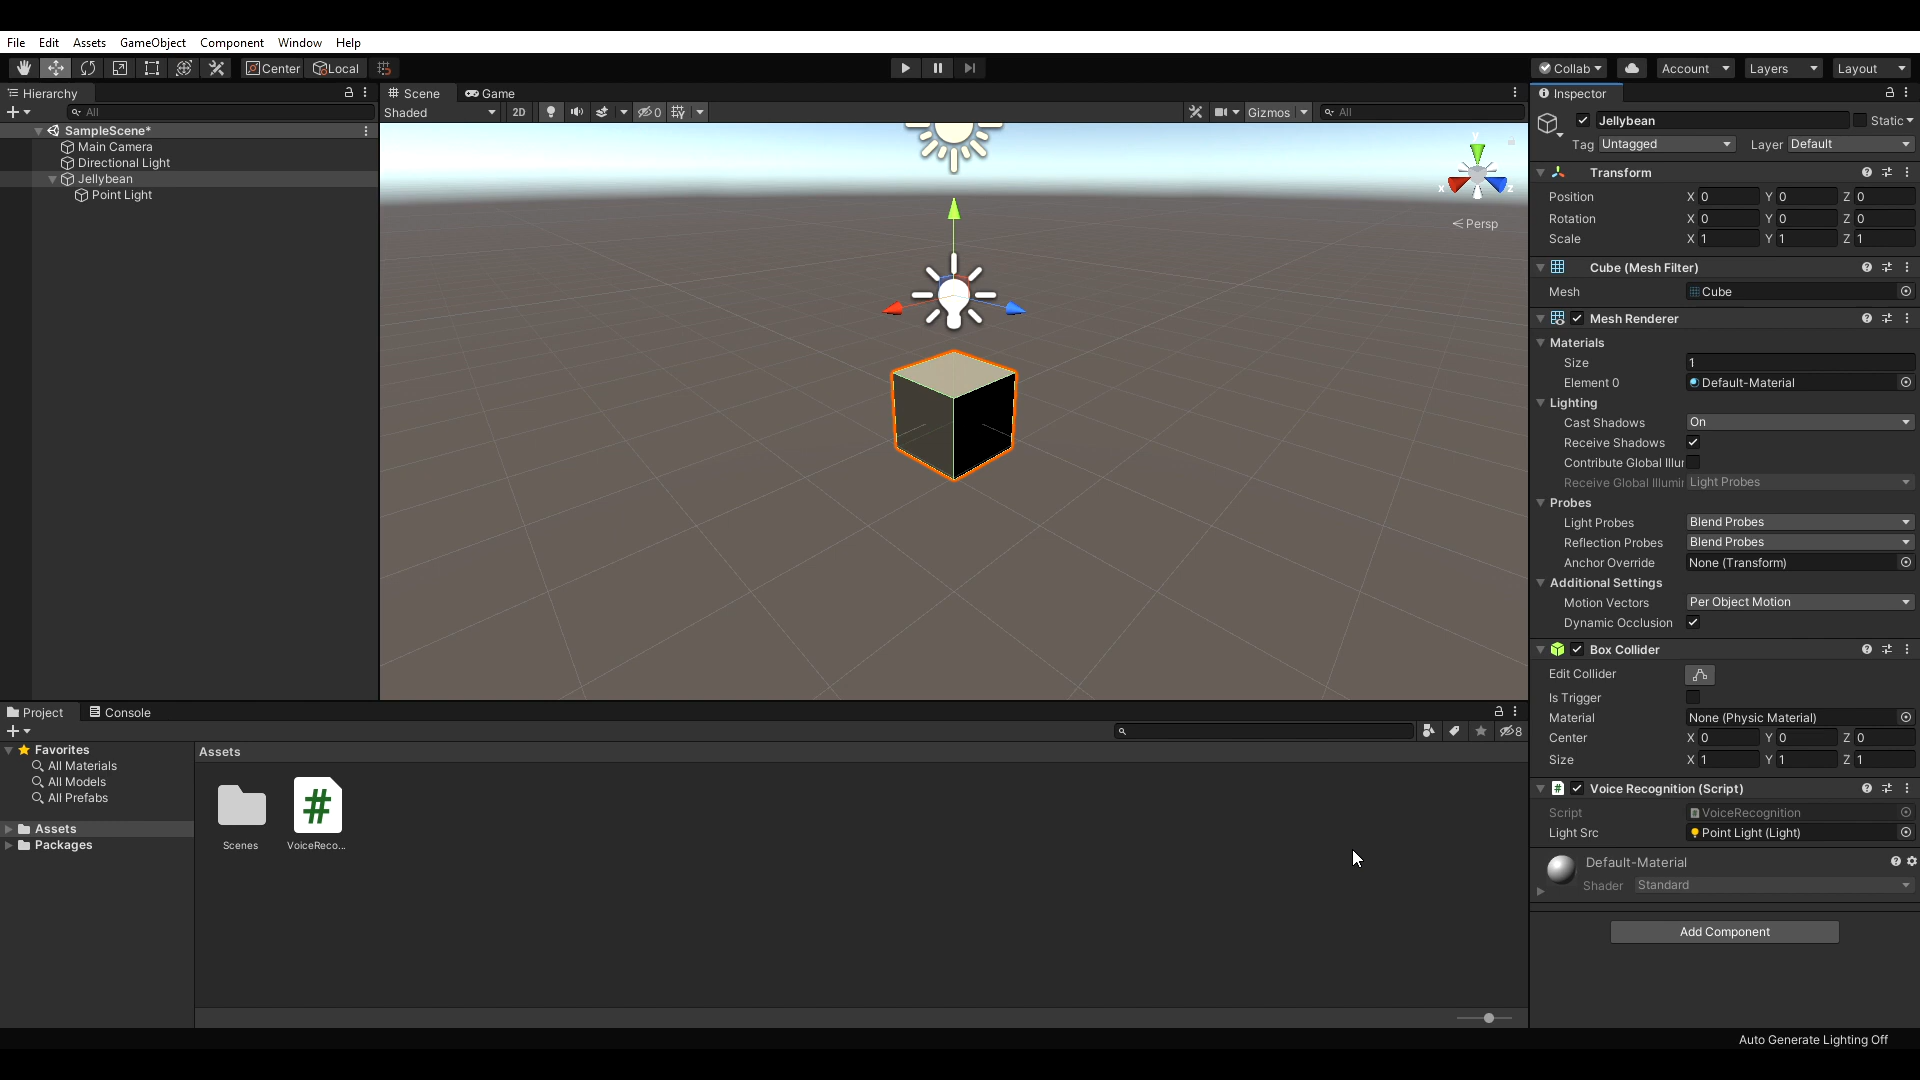 File Edit Assets GameObject Component Window Help
Center Local Collab Account Layers Layout
Hierarchy
All
SampleScene*
Main Camera
Directional Light
Jellybean
Point Light
Scene Game
Shaded 2D 0 Gizmos All
y
x z
Persp
Inspector
Jellybean Static
Tag Untagged Layer Default
Transform
Position X 0 Y 0 Z 0
Rotation X 0 Y 0 Z 0
Scale X 1 Y 1 Z 1
Cube (Mesh Filter)
Mesh Cube
Mesh Renderer
Materials
Size 1
Element 0 Default-Material
Lighting
Cast Shadows On
Receive Shadows
Contribute Global Illur
Receive Global Illumir Light Probes
Probes
Light Probes Blend Probes
Reflection Probes Blend Probes
Anchor Override None (Transform)
Additional Settings
Motion Vectors Per Object Motion
Dynamic Occlusion
Box Collider
Edit Collider
Is Trigger
Material None (Physic Material)
Center X 0 Y 0 Z 0
Size X 1 Y 1 Z 1
Voice Recognition (Script)
Script VoiceRecognition
Light Src Point Light (Light)
Default-Material
Shader Standard
Add Component
Project Console
8
Favorites
All Materials
All Models
All Prefabs
Assets
Packages
Assets
#
Scenes VoiceReco...
Auto Generate Lighting Off